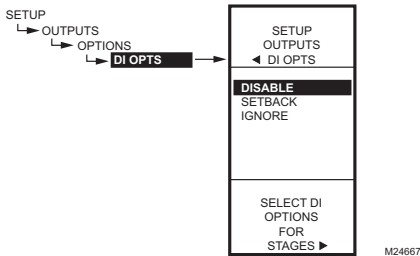 SETUP
OUTPUTS
OPTIONS
DI OPTS
SETUP
OUTPUTS
◄ DI OPTS
DISABLE
SETBACK
IGNORE
SELECT DI
OPTIONS
FOR
STAGES ►
M24667